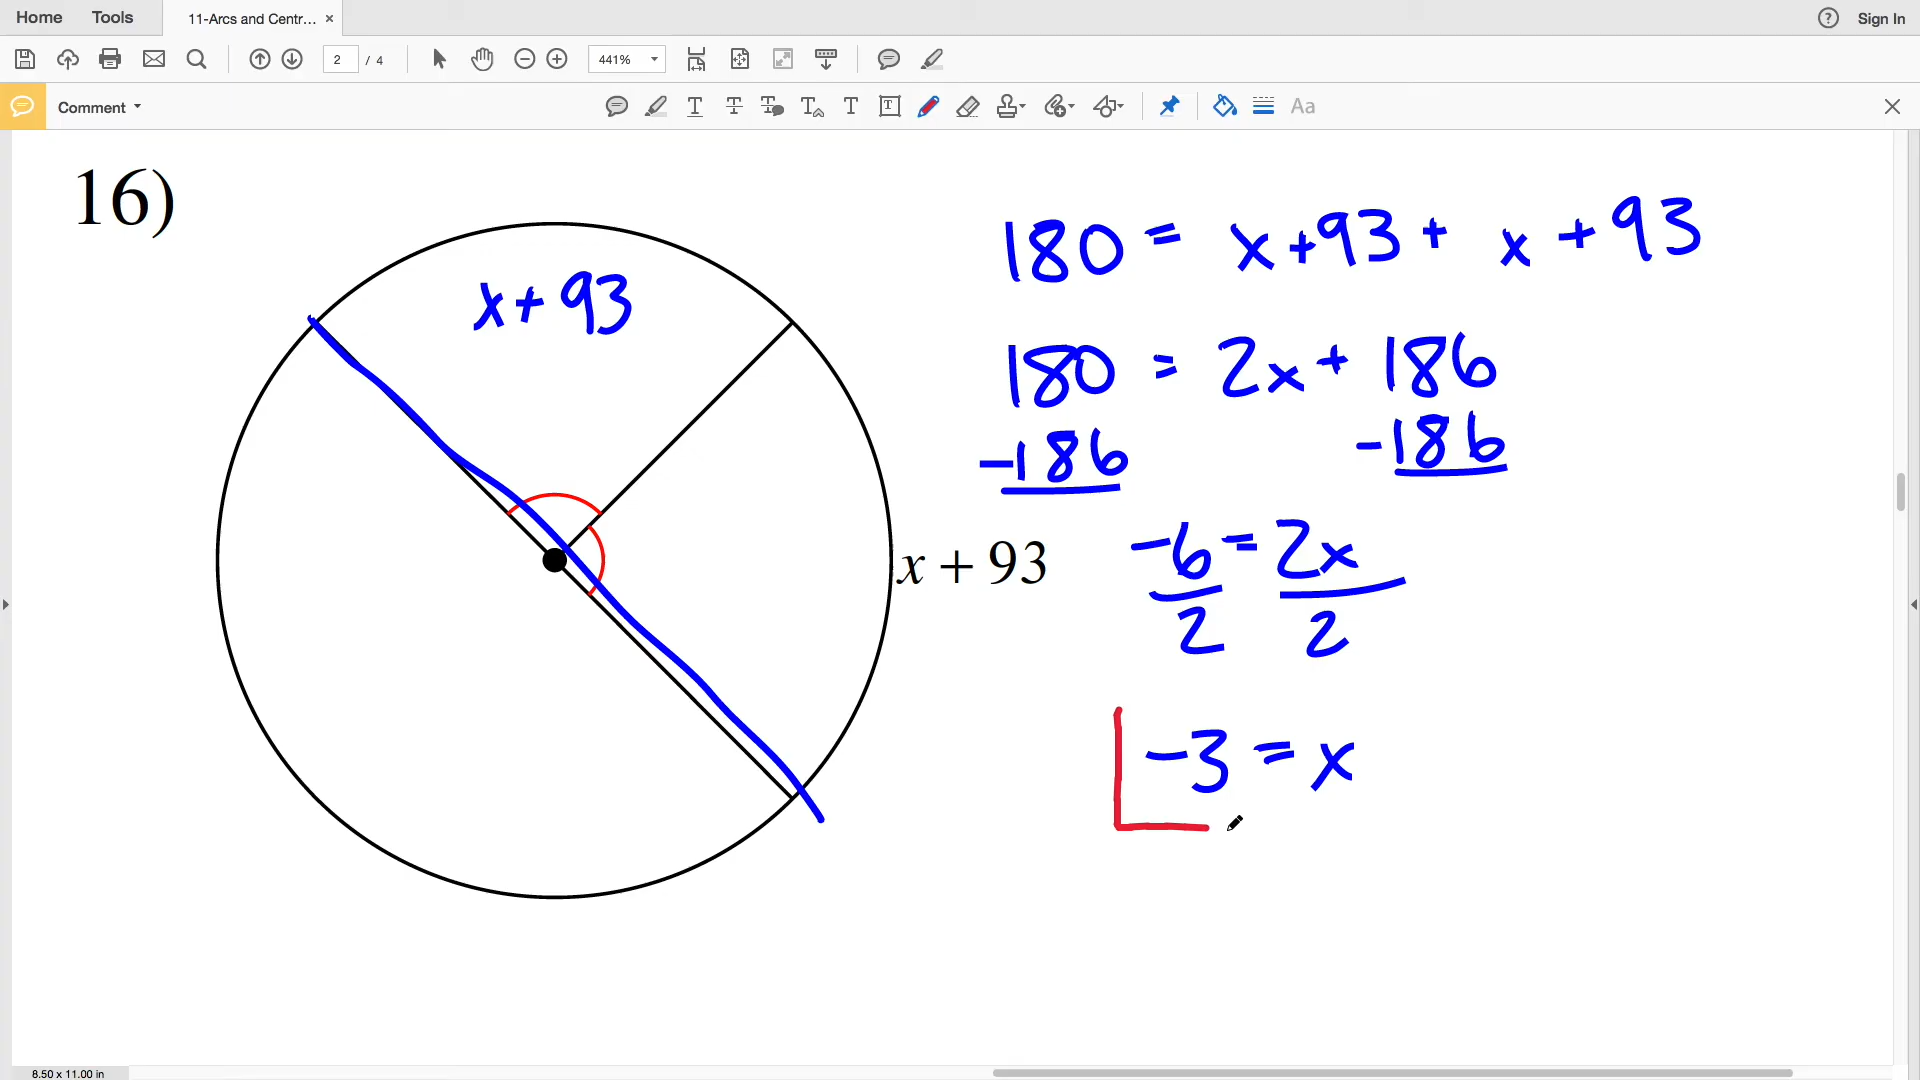 Home Tools 11-Arcs and Centr... × ? Sign In
2 / 4 441%
Comment T T T T T T Aa
16)
180 = x+93 + x +93
x+93
180 = 2x + 186
-186 -186
x + 93
-6 = 2x
2 2
-3 = x
8.50 x 11.00 in